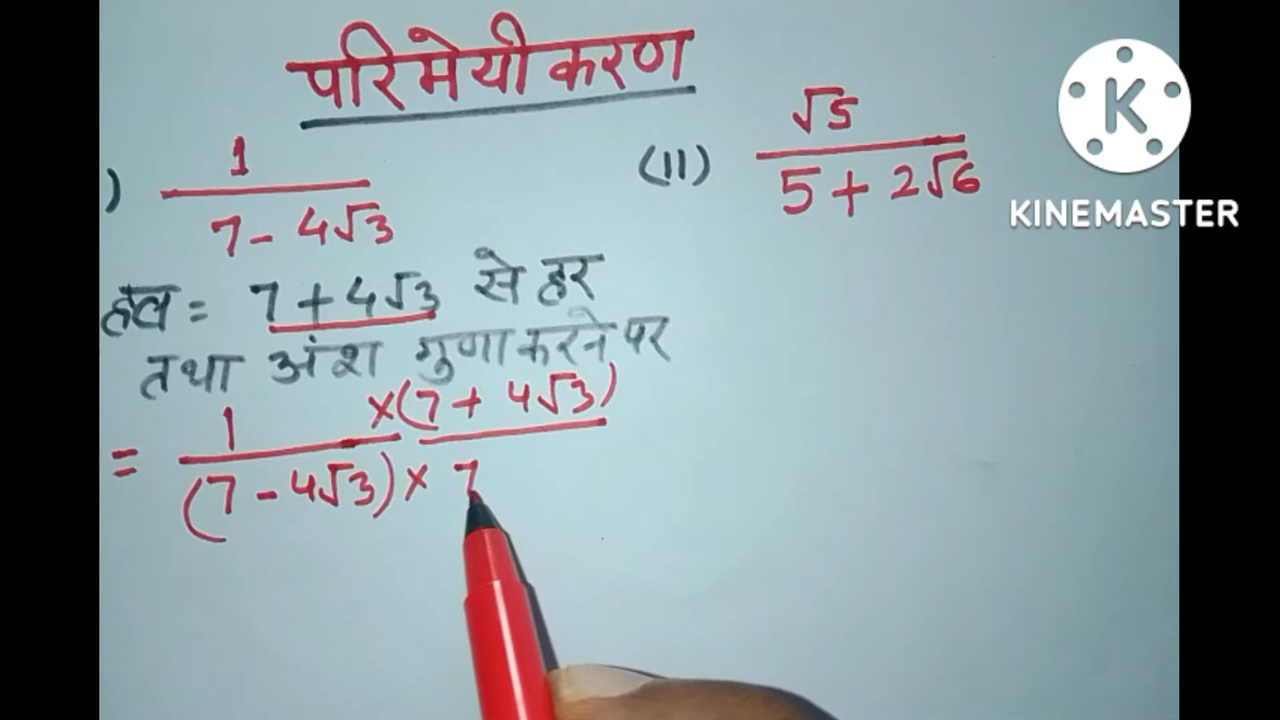 परिमेयीकरण
) 1 / 7 - 4√3
(II) √5 / 5 + 2√6
हल = 7 + 4√3 से हर
तथा अंश गुणा करने पर
= 1 / (7 - 4√3) × (7 + 4√3) / × 7
K
KINEMASTER